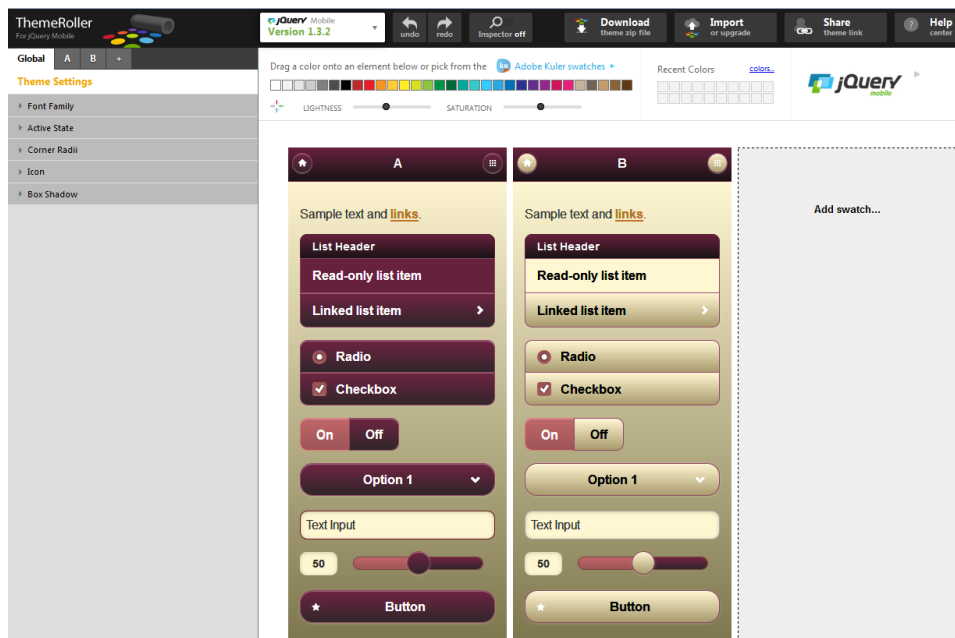 ThemeRoller
For jQuery Mobile
jQuery Mobile
Version 1.3.2
undo
redo
Inspector off
Download
theme zip file
Import
or upgrade
Share
theme link
?
Help
center
Global A B +
Theme Settings
Font Family
Active State
Corner Radii
Icon
Box Shadow
Drag a color onto an element below or pick from the ku Adobe Kuler swatches
LIGHTNESS
SATURATION
Recent Colors
colors...
jQuery
mobile
A
Sample text and links.
List Header
Read-only list item
Linked list item
Radio
Checkbox
On Off
Option 1
Text Input
50
Button
B
Sample text and links.
List Header
Read-only list item
Linked list item
Radio
Checkbox
On Off
Option 1
Text Input
50
Button
Add swatch...